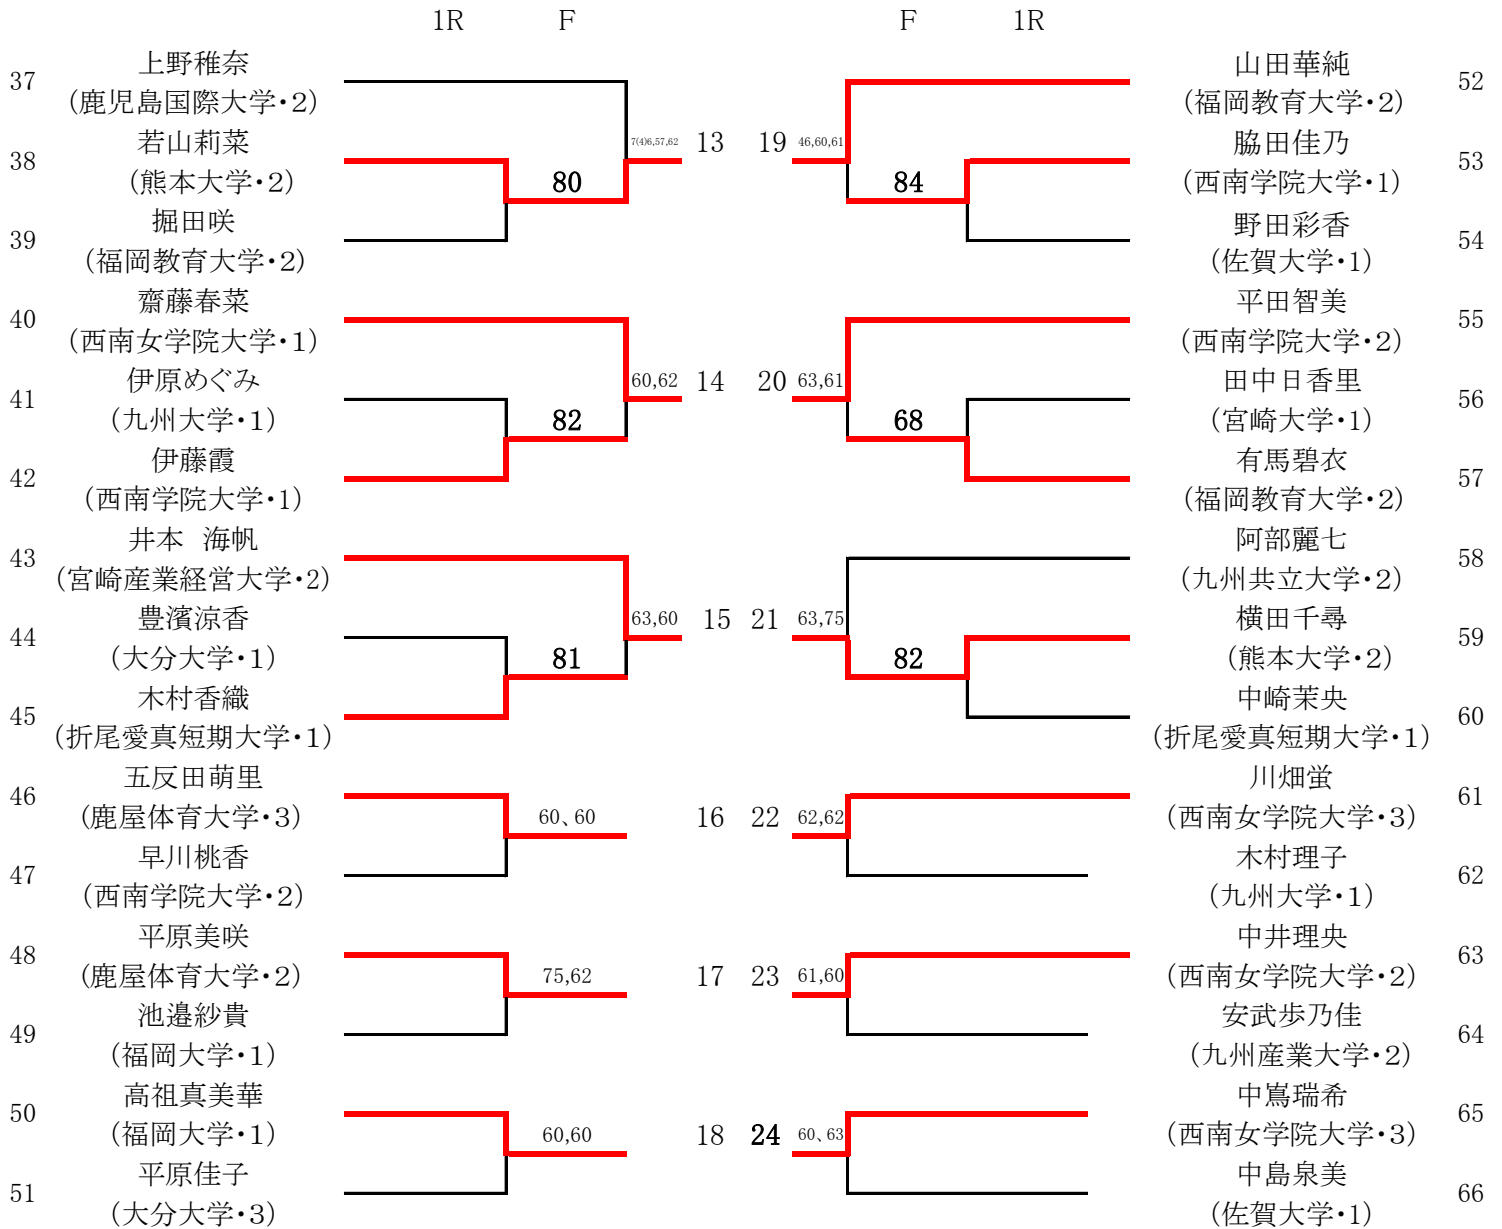 1R F F 1R
37 上野稚奈 山田華純 52
(鹿児島国際大学・2) (福岡教育大学・2)
38 若山莉菜 7(4)6,57,62 13 19 46,60,61 脇田佳乃 53
(熊本大学・2) 80 84 (西南学院大学・1)
39 掘田咲 野田彩香 54
(福岡教育大学・2) (佐賀大学・1)
40 齋藤春菜 平田智美 55
(西南女学院大学・1) (西南学院大学・2)
41 伊原めぐみ 60,62 14 20 63,61 田中日香里 56
(九州大学・1) 82 68 (宮崎大学・1)
42 伊藤霞 有馬碧衣 57
(西南学院大学・1) (福岡教育大学・2)
43 井本 海帆 阿部麗七 58
(宮崎産業経営大学・2) (九州共立大学・2)
44 豊濱涼香 63,60 15 21 63,75 横田千尋 59
(大分大学・1) 81 82 (熊本大学・2)
45 木村香織 中崎茉央 60
(折尾愛真短期大学・1) (折尾愛真短期大学・1)
46 五反田萌里 川畑蛍 61
(鹿屋体育大学・3) 60、60 16 22 62,62 (西南女学院大学・3)
47 早川桃香 木村理子 62
(西南学院大学・2) (九州大学・1)
48 平原美咲 中井理央 63
(鹿屋体育大学・2) 75,62 17 23 61,60 (西南女学院大学・2)
49 池邉紗貴 安武歩乃佳 64
(福岡大学・1) (九州産業大学・2)
50 高祖真美華 中嶌瑞希 65
(福岡大学・1) 60,60 18 24 60、63 (西南女学院大学・3)
51 平原佳子 中島泉美 66
(大分大学・3) (佐賀大学・1)